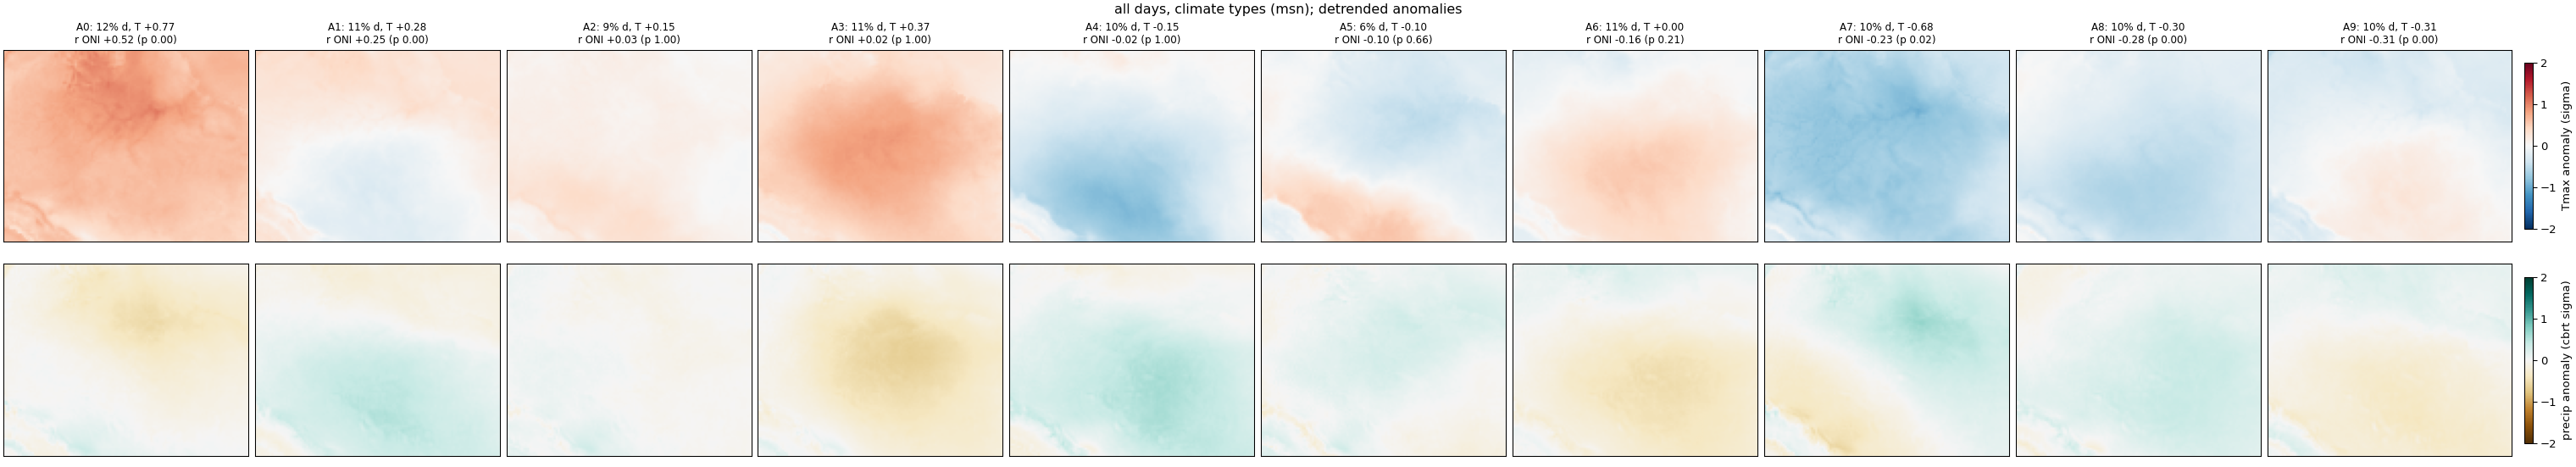 all days, climate types (msn); detrended anomalies
A0: 12% d, T +0.77
r ONI +0.52 (p 0.00)
A1: 11% d, T +0.28
r ONI +0.25 (p 0.00)
A2: 9% d, T +0.15
r ONI +0.03 (p 1.00)
A3: 11% d, T +0.37
r ONI +0.02 (p 1.00)
A4: 10% d, T -0.15
r ONI -0.02 (p 1.00)
A5: 6% d, T -0.10
r ONI -0.10 (p 0.66)
A6: 11% d, T +0.00
r ONI -0.16 (p 0.21)
A7: 10% d, T -0.68
r ONI -0.23 (p 0.02)
A8: 10% d, T -0.30
r ONI -0.28 (p 0.00)
A9: 10% d, T -0.31
r ONI -0.31 (p 0.00)
2
1
0
−1
−2
Tmax anomaly (sigma)
2
1
0
−1
−2
precip anomaly (cbrt sigma)